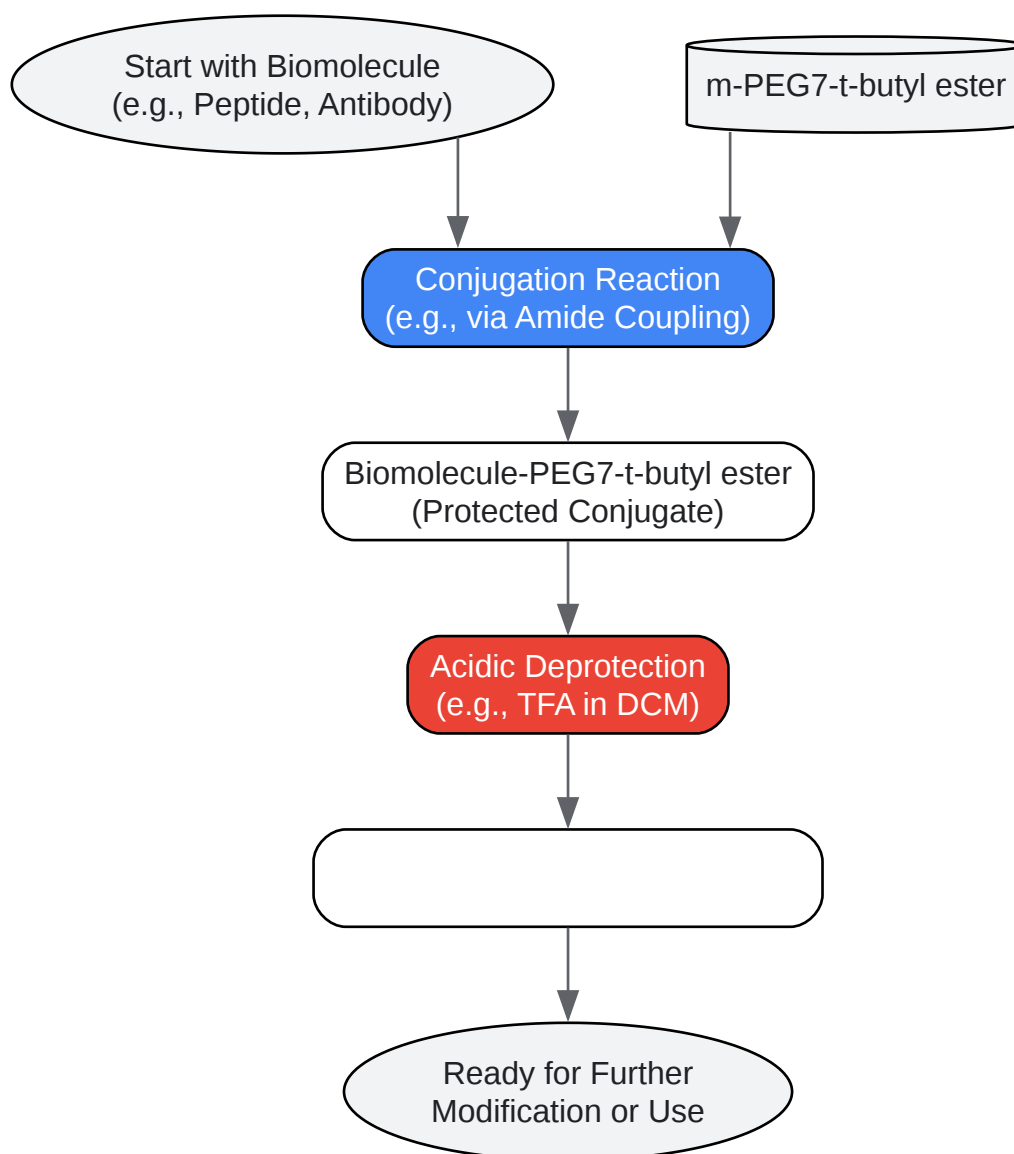 Start with Biomolecule
(e.g., Peptide, Antibody)
m-PEG7-t-butyl ester
Conjugation Reaction
(e.g., via Amide Coupling)
Biomolecule-PEG7-t-butyl ester
(Protected Conjugate)
Acidic Deprotection
(e.g., TFA in DCM)
Ready for Further
Modification or Use